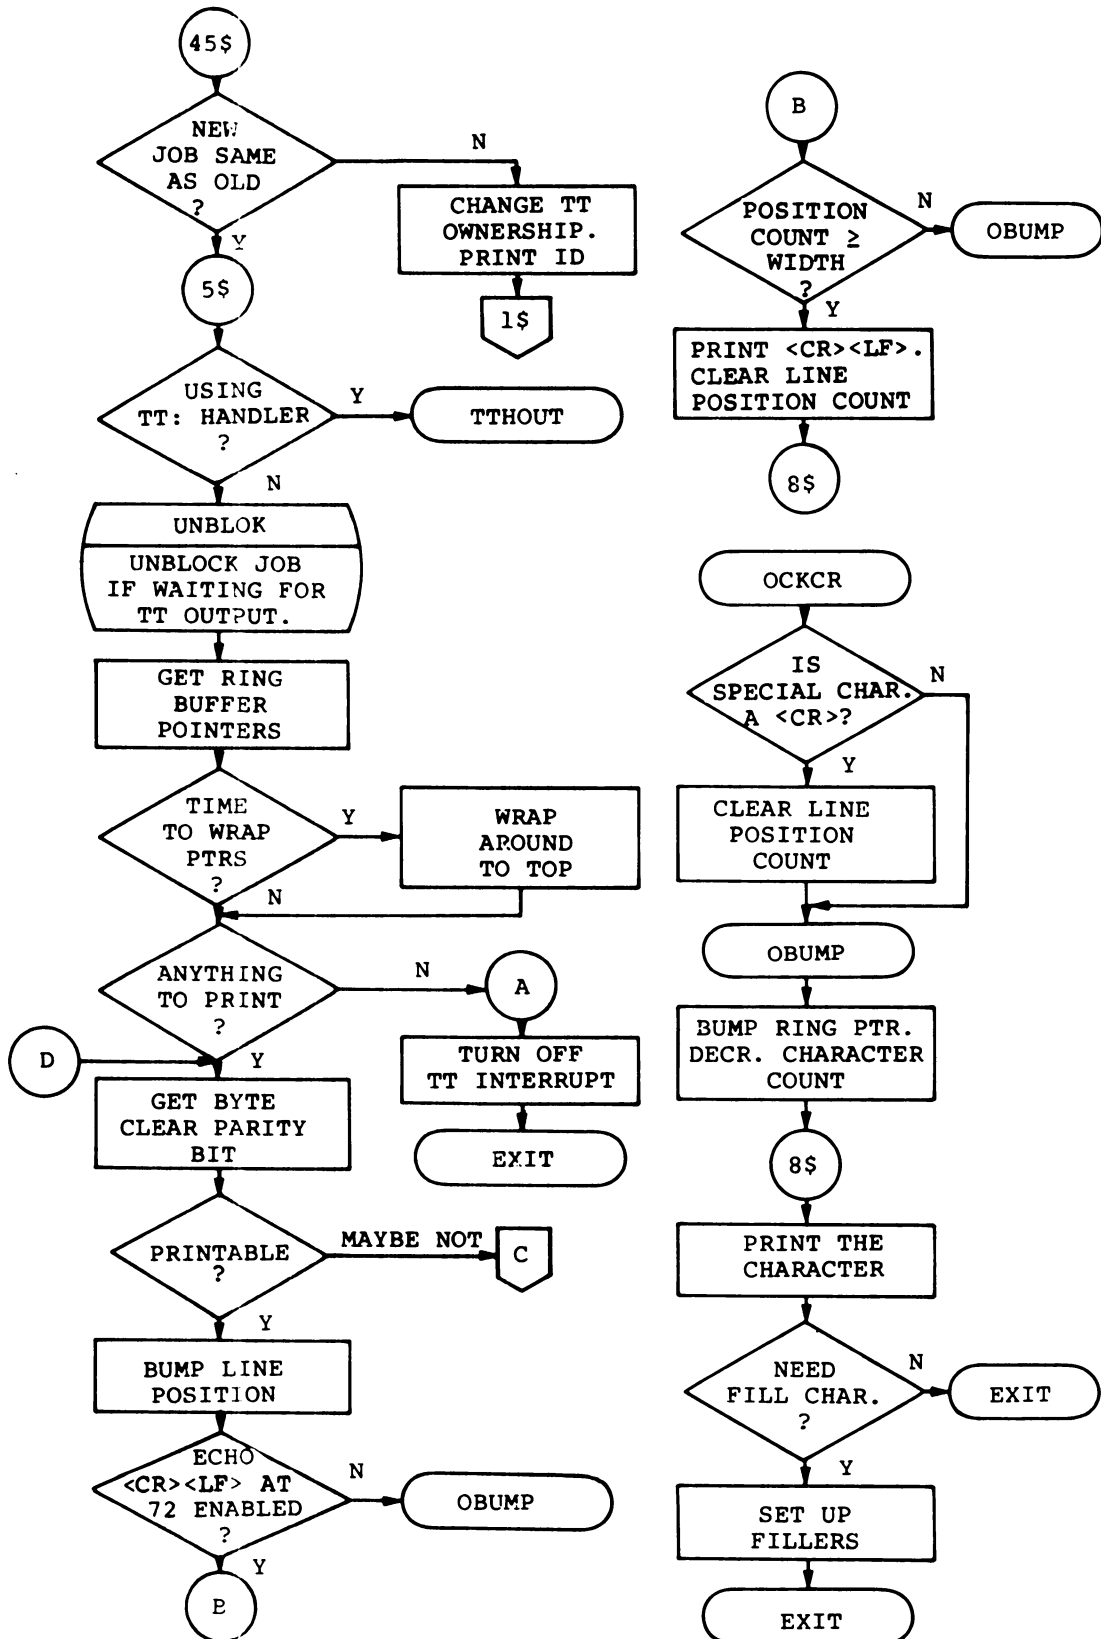 45$
NEW
JOB SAME
AS OLD
?
N
Y
CHANGE TT
OWNERSHIP.
PRINT ID
1$
5$
USING
TT: HANDLER
?
Y
TTHOUT
N
UNBLOK
UNBLOCK JOB
IF WAITING FOR
TT OUTPUT.
GET RING
BUFFER
POINTERS
TIME
TO WRAP
PTRS
?
Y
WRAP
AROUND
TO TOP
N
ANYTHING
TO PRINT
?
N
A
TURN OFF
TT INTERRUPT
EXIT
D
Y
GET BYTE
CLEAR PARITY
BIT
PRINTABLE
?
MAYBE NOT
C
Y
BUMP LINE
POSITION
ECHO
<CR><LF> AT
72 ENABLED
?
N
OBUMP
Y
B
B
POSITION
COUNT ≥
WIDTH
?
N
OBUMP
Y
PRINT <CR><LF>.
CLEAR LINE
POSITION COUNT
8$
OCKCR
IS
SPECIAL CHAR.
A <CR>?
N
Y
CLEAR LINE
POSITION
COUNT
OBUMP
BUMP RING PTR.
DECR. CHARACTER
COUNT
8$
PRINT THE
CHARACTER
NEED
FILL CHAR.
?
N
EXIT
Y
SET UP
FILLERS
EXIT